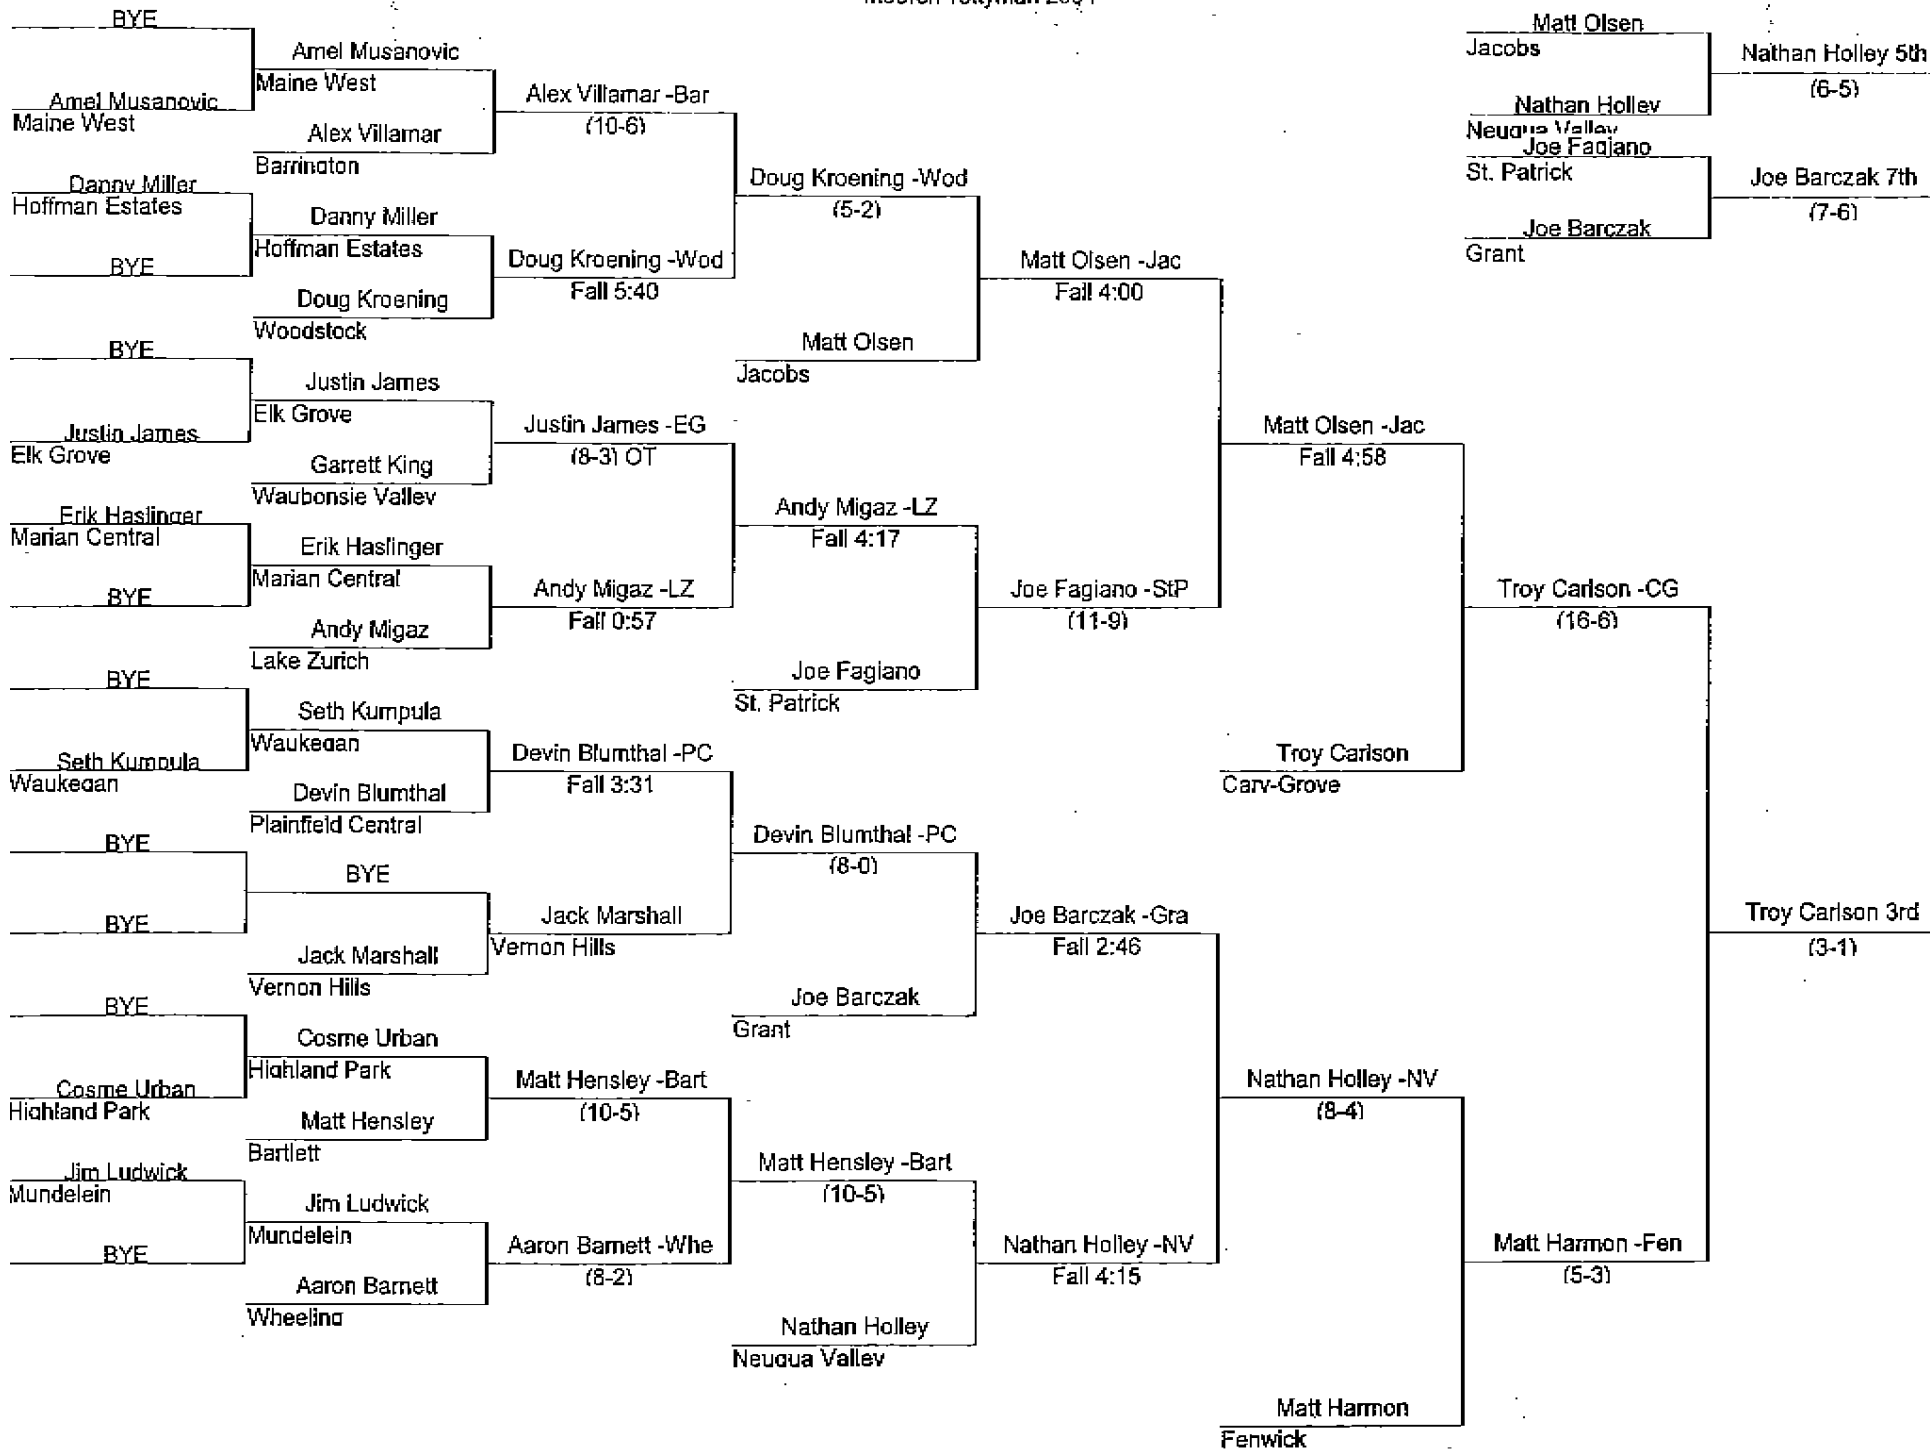 BYE
Amel Musanovic
Maine West
Danny Miller
Hoffman Estates
BYE
BYE
Justin James
Elk Grove
Erik Haslinger
Marian Central
BYE
BYE
Seth Kumpula
Waukegan
BYE
BYE
BYE
Cosme Urban
Highland Park
Jim Ludwick
Mundelein
BYE
Amel Musanovic
Maine West
Alex Villamar
Barrington
Danny Miller
Hoffman Estates
Doug Kroening
Woodstock
Justin James
Elk Grove
Garrett King
Waubonsie Valley
Erik Haslinger
Marian Central
Andy Migaz
Lake Zurich
Seth Kumpula
Waukegan
Devin Blumthal
Plainfield Central
BYE
Jack Marshall
Vernon Hills
Cosme Urban
Highland Park
Matt Hensley
Bartlett
Jim Ludwick
Mundelein
Aaron Barnett
Wheeling
Alex Villamar -Bar
(10-6)
Doug Kroening -Wod
Fall 5:40
Justin James -EG
(8-3) OT
Andy Migaz -LZ
Fall 0:57
Devin Blumthal -PC
Fall 3:31
Jack Marshall
Vernon Hills
Matt Hensley -Bart
(10-5)
Aaron Barnett -Whe
(8-2)
Doug Kroening -Wod
(5-2)
Matt Olsen
Jacobs
Andy Migaz -LZ
Fall 4:17
Joe Fagiano
St. Patrick
Devin Blumthal -PC
(8-0)
Joe Barczak
Grant
Matt Hensley -Bart
(10-5)
Nathan Holley
Neuqua Valley
Matt Olsen -Jac
Fall 4:00
Joe Fagiano -StP
(11-9)
Joe Barczak -Gra
Fall 2:46
Nathan Holley -NV
Fall 4:15
Matt Olsen -Jac
Fall 4:58
Troy Carlson
Cary-Grove
Nathan Holley -NV
(8-4)
Matt Harmon
Fenwick
Troy Carlson -CG
(16-6)
Matt Harmon -Fen
(5-3)
Troy Carlson 3rd
(3-1)
Matt Olsen
Jacobs
Nathan Holley
Neuqua Valley
Nathan Holley 5th
(6-5)
Joe Fagiano
St. Patrick
Joe Barczak
Grant
Joe Barczak 7th
(7-6)